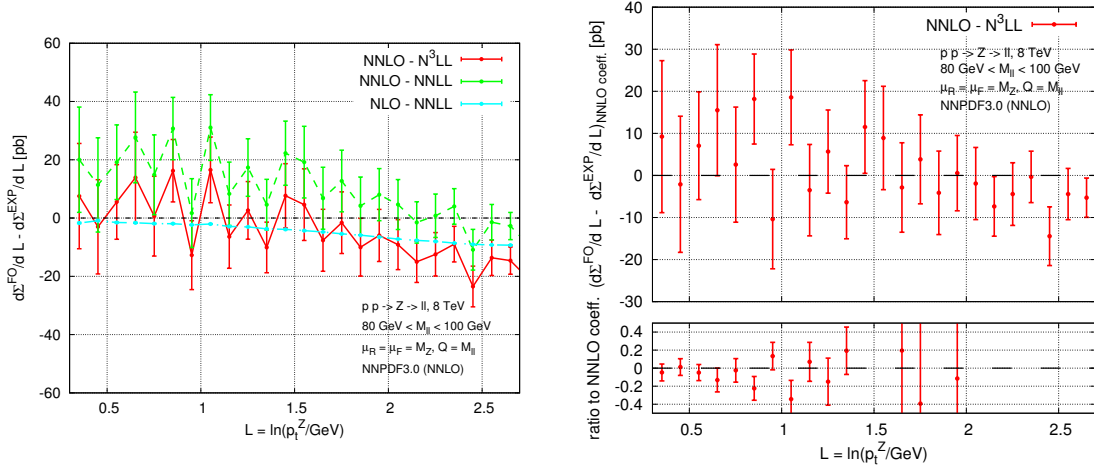 NNLO - N³LL
NNLO - NNLL
NLO - NNLL
dΣ^FO/d L - dΣ^EXP/d L [pb]
60
40
20
0
-20
-40
-60
p p -> Z -> ll, 8 TeV
80 GeV < M_ll < 100 GeV
μ_R = μ_F = M_Z, Q = M_ll
NNPDF3.0 (NNLO)
0.5
1
1.5
2
2.5
L = ln(p_t^Z/GeV)
NNLO - N³LL
p p -> Z -> ll, 8 TeV
80 GeV < M_ll < 100 GeV
μ_R = μ_F = M_Z, Q = M_ll
NNPDF3.0 (NNLO)
(dΣ^FO/d L - dΣ^EXP/d L)_NNLO coeff. [pb]
40
30
20
10
0
-10
-20
-30
ratio to NNLO coeff.
0.4
0.2
0
-0.2
-0.4
0.5
1
1.5
2
2.5
L = ln(p_t^Z/GeV)